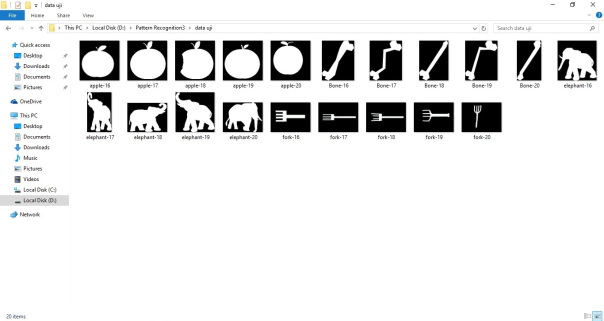 data uji
File Home Share View
This PC › Local Disk (D:) › Pattern Recognition3 › data uji
Search data uji
Quick access
Desktop
Downloads
Documents
Pictures
OneDrive
This PC
Desktop
Documents
Downloads
Music
Pictures
Videos
Local Disk (C:)
Local Disk (D:)
Network
apple-16 apple-17 apple-18 apple-19 apple-20 Bone-16 Bone-17 Bone-18 Bone-19 Bone-20 elephant-16
elephant-17 elephant-18 elephant-19 elephant-20 fork-16 fork-17 fork-18 fork-19 fork-20
20 items